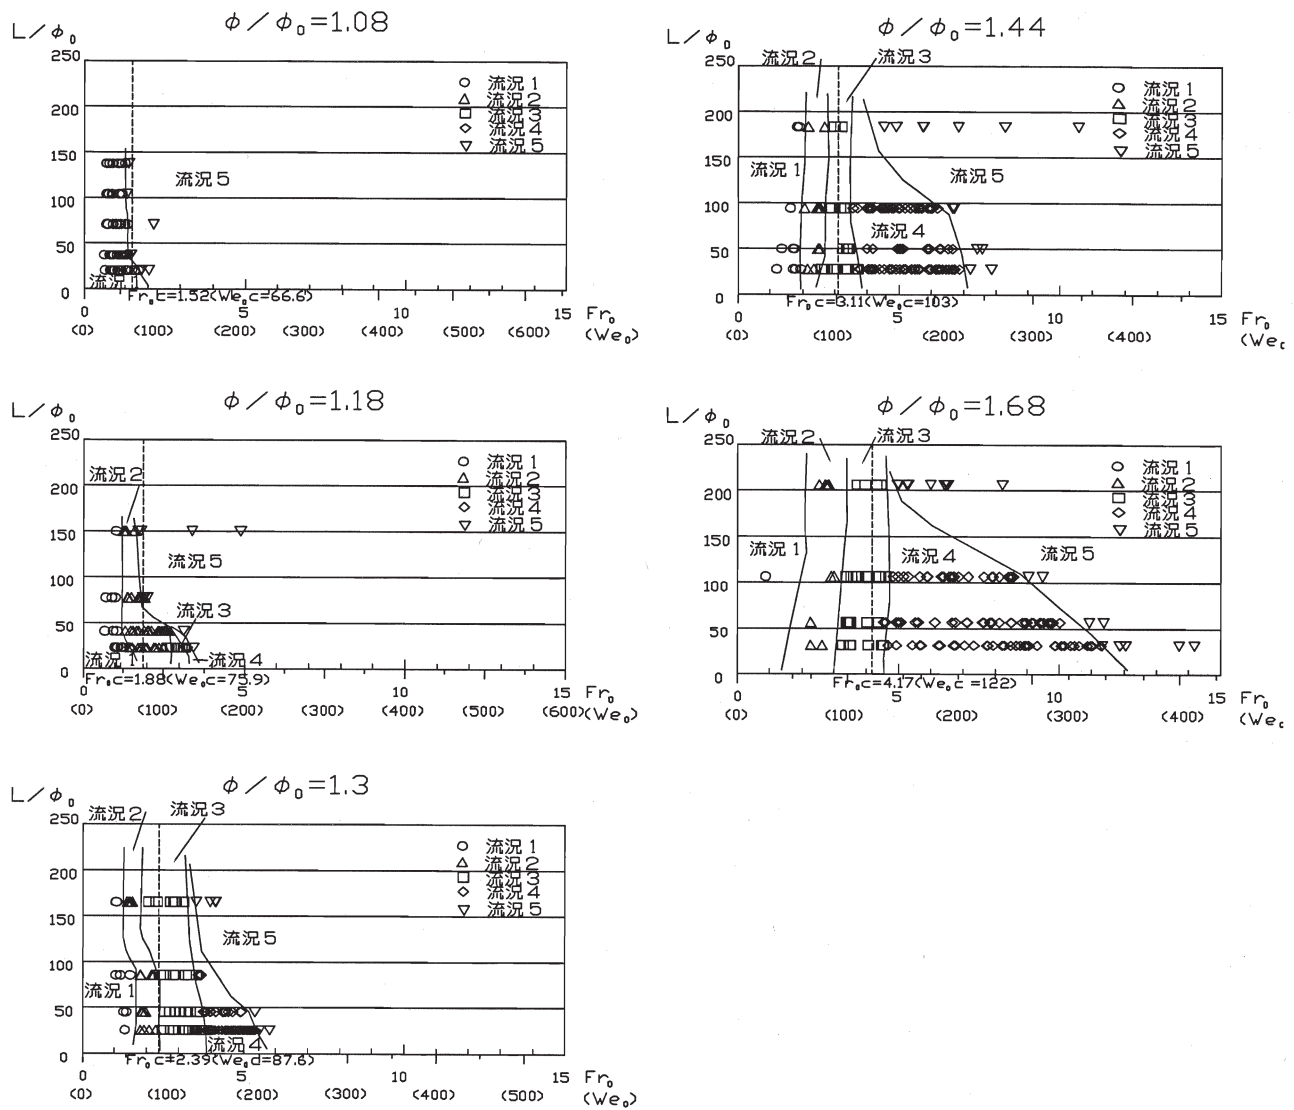 φ/φ₀=1.08
L/φ₀
250
200
150
100
50
0
流況1
流況2
流況3
流況4
流況5
流況5
流況
Fr₀c=1.52(We₀c=66.6)
0 5 10 15 Fr₀
(0) (100) (200) (300) (400) (500) (600) (We₀)
φ/φ₀=1.44
L/φ₀
流況2 流況3
250
200
150
100
50
0
流況1
流況2
流況3
流況4
流況5
流況1 流況5
流況4
Fr₀c=3.11(We₀c=103)
0 5 10 15 Fr₀
(0) (100) (200) (300) (400) (We₀
φ/φ₀=1.18
L/φ₀
250
200
150
100
50
0
流況1
流況2
流況3
流況4
流況5
流況2
流況5
流況3
流況1 流況4
Fr₀c=1.88(We₀c=75.9)
0 5 10 15 Fr₀
(0) (100) (200) (300) (400) (500) (600)(We₀)
φ/φ₀=1.68
L/φ₀
流況2 流況3
250
200
150
100
50
0
流況1
流況2
流況3
流況4
流況5
流況1 流況4 流況5
Fr₀c=4.17(We₀c=122)
0 5 10 15 Fr₀
(0) (100) (200) (300) (400) (We₀
φ/φ₀=1.3
L/φ₀
流況2 流況3
250
200
150
100
50
0
流況1
流況2
流況3
流況4
流況5
流況5
流況1
流況4
Fr₀c=2.39(We₀c=87.6)
0 5 10 15 Fr₀
(0) (100) (200) (300) (400) (500) (We₀)